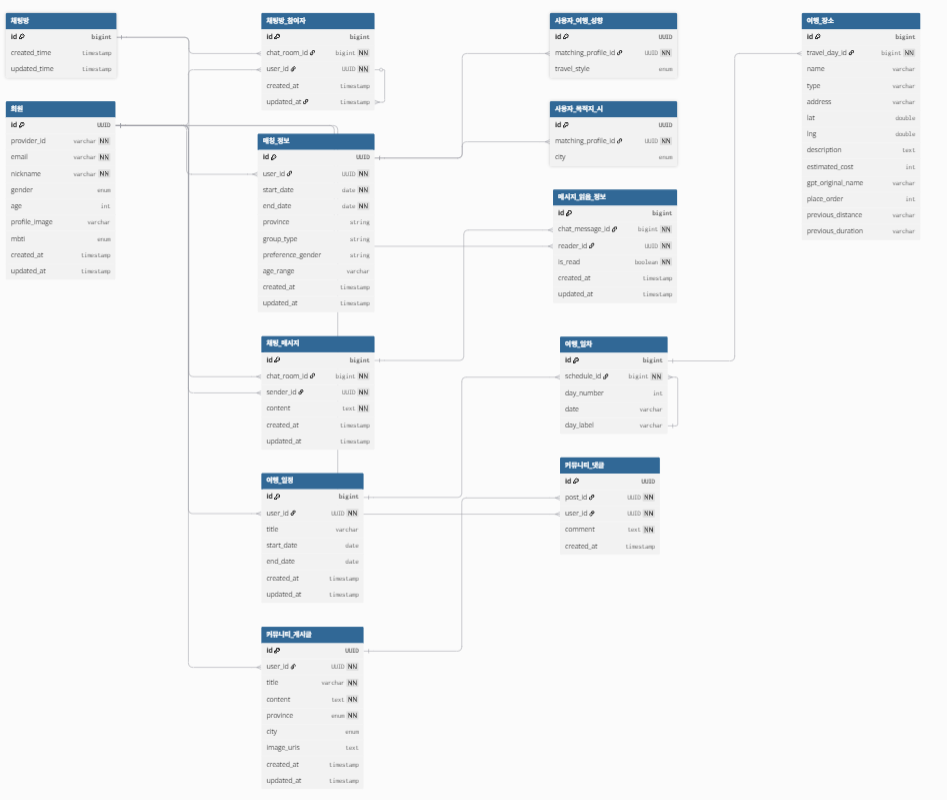 채팅방
id bigint
created_time timestamp
updated_time timestamp
회원
id UUID
provider_id varchar NN
email varchar NN
nickname varchar NN
gender enum
age int
profile_image varchar
mbti enum
created_at timestamp
updated_at timestamp
채팅방_참여자
id bigint
chat_room_id bigint NN
user_id UUID NN
created_at timestamp
updated_at timestamp
매칭_정보
id UUID
user_id UUID NN
start_date date NN
end_date date NN
province string
group_type string
preference_gender string
age_range varchar
created_at timestamp
updated_at timestamp
채팅_메시지
id bigint
chat_room_id bigint NN
sender_id UUID NN
content text NN
created_at timestamp
updated_at timestamp
여행_일정
id bigint
user_id UUID NN
title varchar
start_date date
end_date date
created_at timestamp
updated_at timestamp
커뮤니티_게시글
id UUID
user_id UUID NN
title varchar NN
content text NN
province enum NN
city enum
image_urls text
created_at timestamp
updated_at timestamp
사용자_여행_성향
id UUID
matching_profile_id UUID NN
travel_style enum
사용자_목적지_시
id UUID
matching_profile_id UUID NN
city enum
메시지_읽음_정보
id bigint
chat_message_id bigint NN
reader_id UUID NN
is_read boolean NN
created_at timestamp
updated_at timestamp
여행_일차
id bigint
schedule_id bigint NN
day_number int
date varchar
day_label varchar
커뮤니티_댓글
id UUID
post_id UUID NN
user_id UUID NN
comment text NN
created_at timestamp
여행_장소
id bigint
travel_day_id bigint NN
name varchar
type varchar
address varchar
lat double
lng double
description text
estimated_cost int
gpt_original_name varchar
place_order int
previous_distance varchar
previous_duration varchar